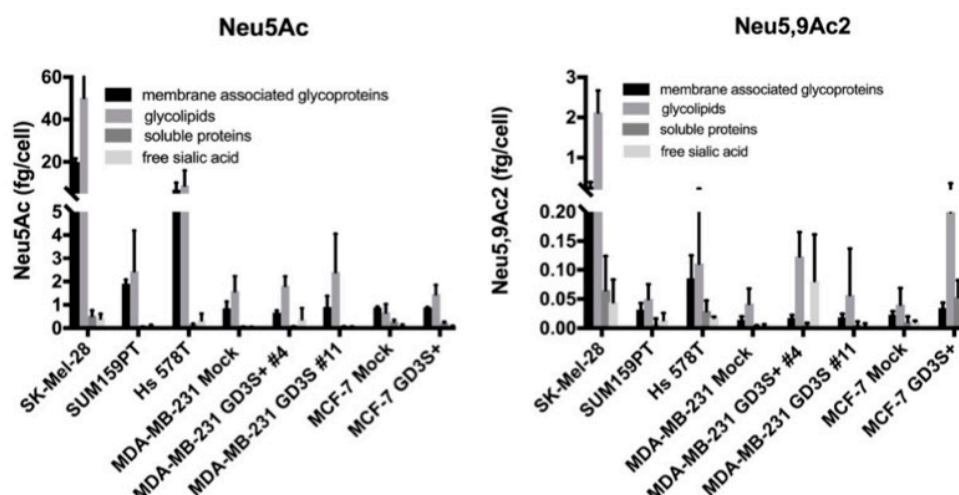 Neu5Ac
Neu5Ac (fg/cell)
60
40
20
5
4
3
2
1
0
membrane associated glycoproteins
glycolipids
soluble proteins
free sialic acid
SK-Mel-28
SUM159PT
Hs 578T
MDA-MB-231 Mock
MDA-MB-231 GD3S+ #4
MDA-MB-231 GD3S #11
MCF-7 Mock
MCF-7 GD3S+
Neu5,9Ac2
Neu5,9Ac2 (fg/cell)
3
2
1
0.20
0.15
0.10
0.05
0.00
membrane associated glycoproteins
glycolipids
soluble proteins
free sialic acid
SK-Mel-28
SUM159PT
Hs 578T
MDA-MB-231 Mock
MDA-MB-231 GD3S+ #4
MDA-MB-231 GD3S #11
MCF-7 Mock
MCF-7 GD3S+